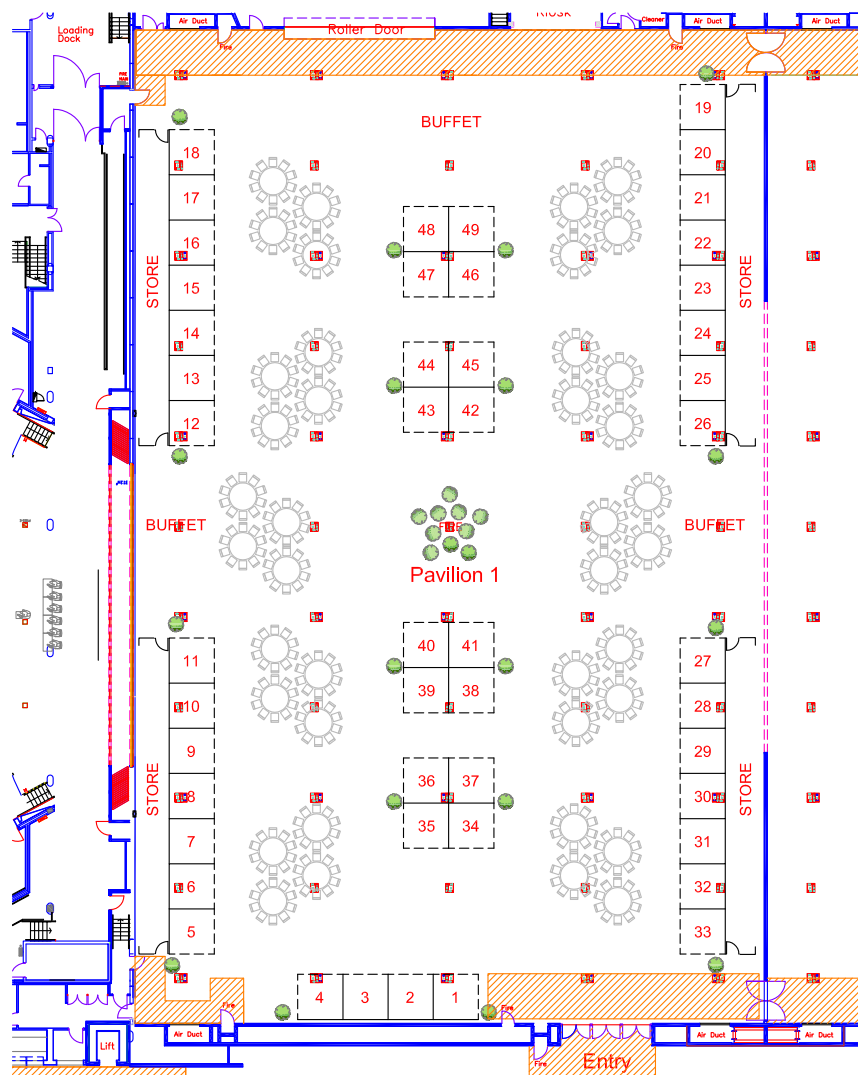 KIOSK
Air Duct
Cleaner
Air Duct
Air Duct
Loading
Dock
Roller Door
Fire
Fire
FIRE
19
BUFFET
18
20
17
21
48
49
16
22
STORE
47
46
STORE
15
23
14
24
44
45
13
25
43
42
12
26
BUFFET
FIRE
BUFFET
Pavilion 1
40
41
11
27
39
38
10
28
9
29
36
37
STORE
8
30
STORE
35
34
7
31
6
32
5
33
4
3
2
1
Fire
Fire
Air Duct
Air Duct
Air Duct
Lift
Fire
Entry